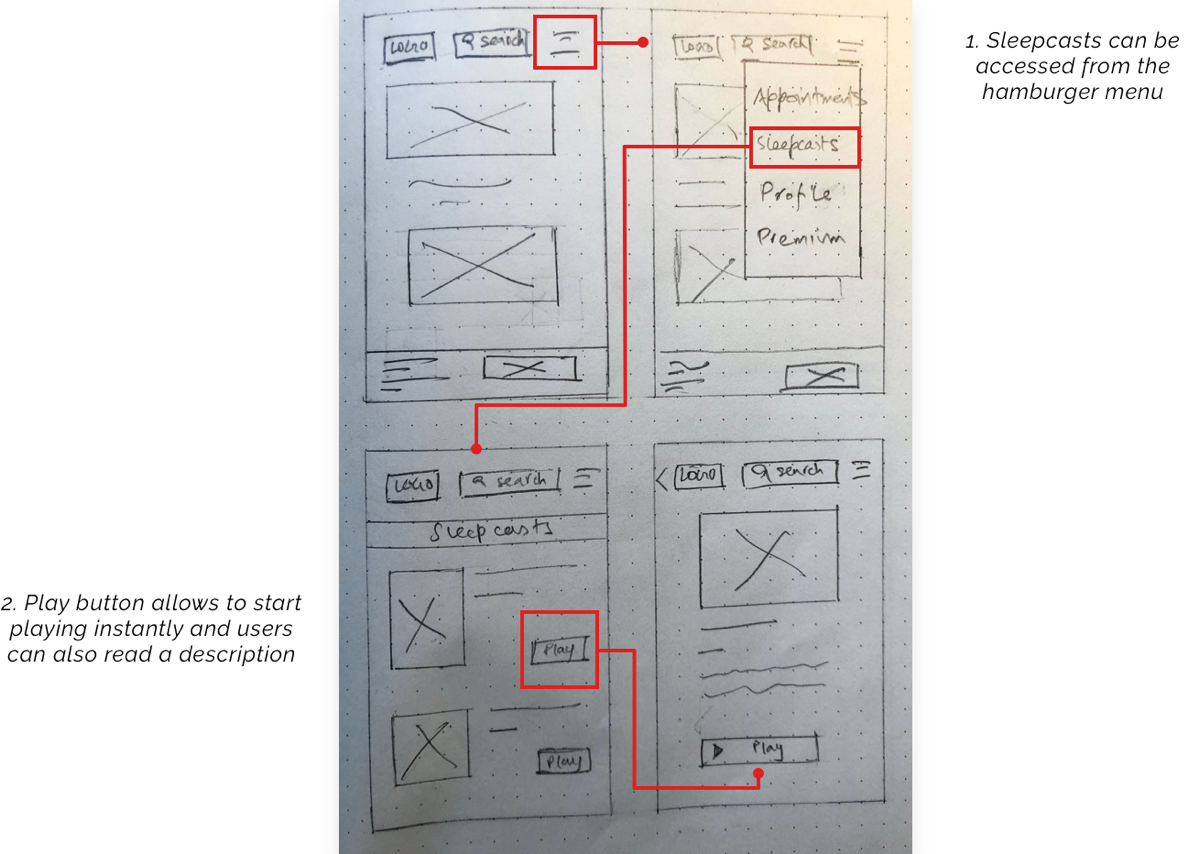 LOGO
search
LOGO
search
1. Sleepcasts can be
accessed from the
hamburger menu
Appointments
Sleepcasts
Profile
Premium
LOGO
search
Sleepcasts
Play
Play
LOGO
search
Play
2. Play button allows to start
playing instantly and users
can also read a description